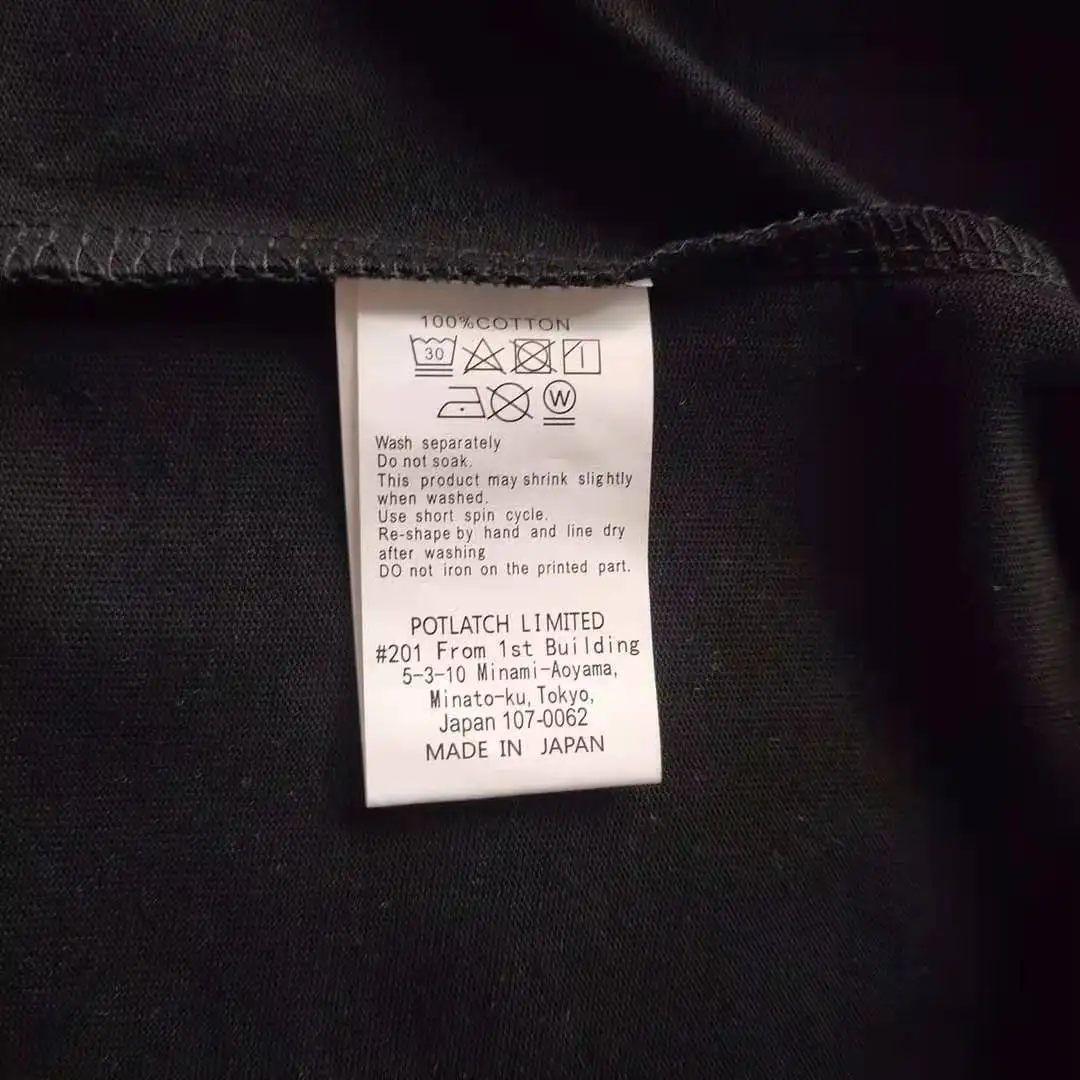 100%COTTON
30
W
Wash separately
Do not soak.
This product may shrink slightly
when washed.
Use short spin cycle.
Re-shape by hand and line dry
after washing
DO not iron on the printed part.
POTLATCH LIMITED
#201 From 1st Building
5-3-10 Minami-Aoyama,
Minato-ku, Tokyo,
Japan 107-0062
MADE IN JAPAN